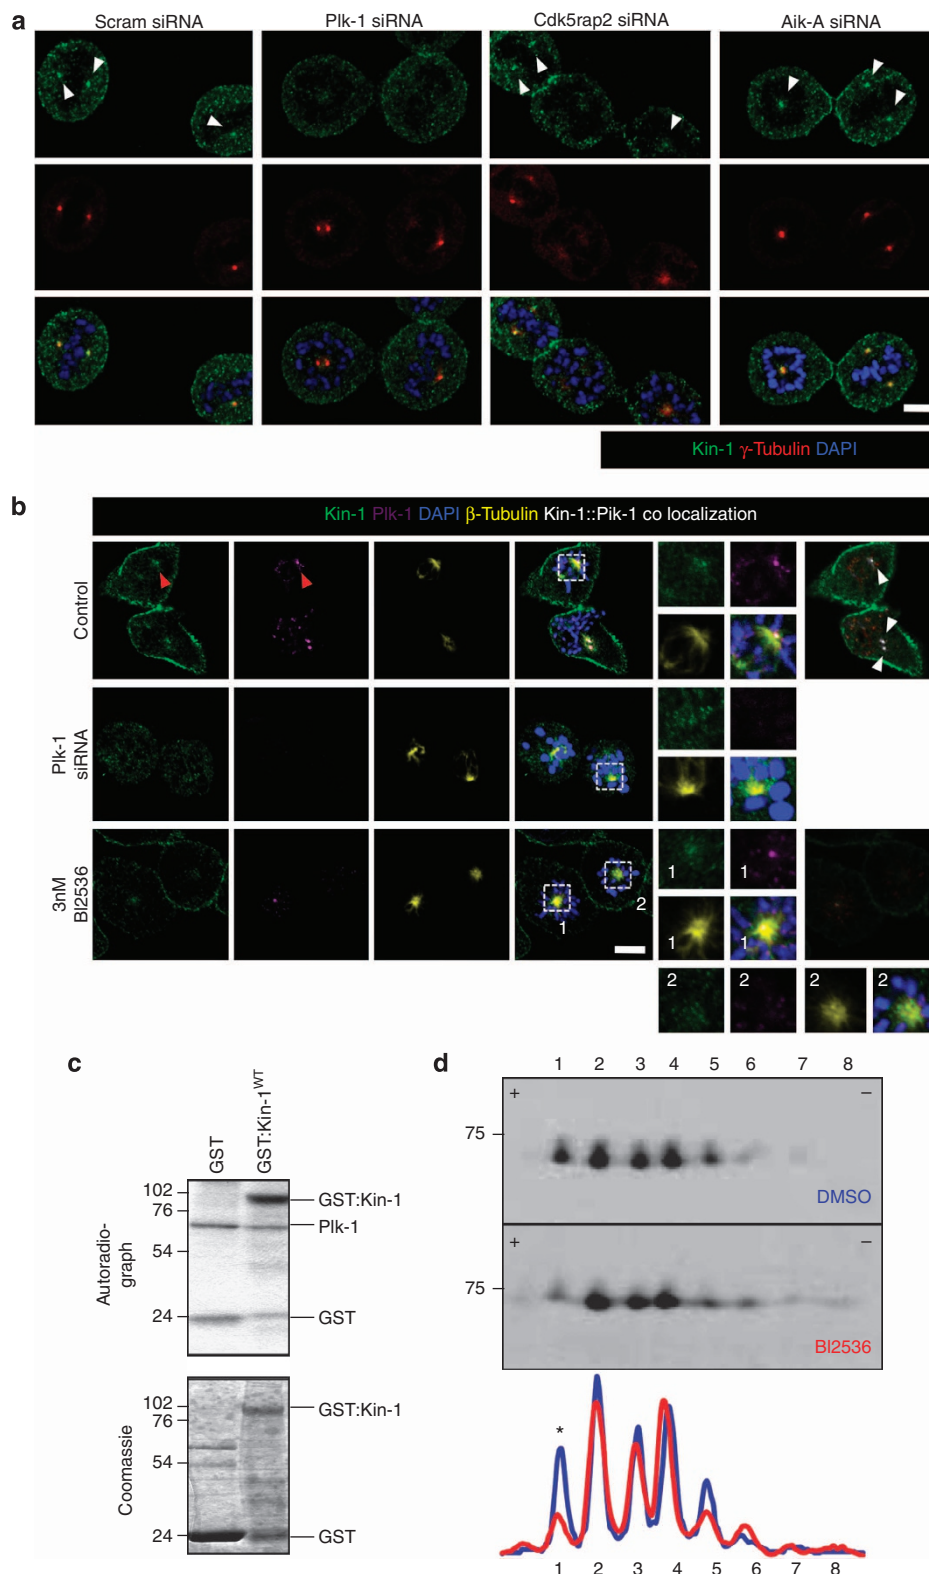 a
Scram siRNA
Plk-1 siRNA
Cdk5rap2 siRNA
Aik-A siRNA
Kin-1 γ-Tubulin DAPI
b
Kin-1 Plk-1 DAPI β-Tubulin Kin-1::Pik-1 co localization
Control
Plk-1
siRNA
3nM
BI2536
1
2
1
1
1
1
2
2
2
2
c
GST
GST:Kin-1WT
Autoradio-
graph
102
76
54
24
GST:Kin-1
Plk-1
GST
Coomassie
102
76
54
24
GST:Kin-1
GST
d
1 2 3 4 5 6 7 8
+ −
75
DMSO
+ −
75
BI2536
*
1 2 3 4 5 6 7 8